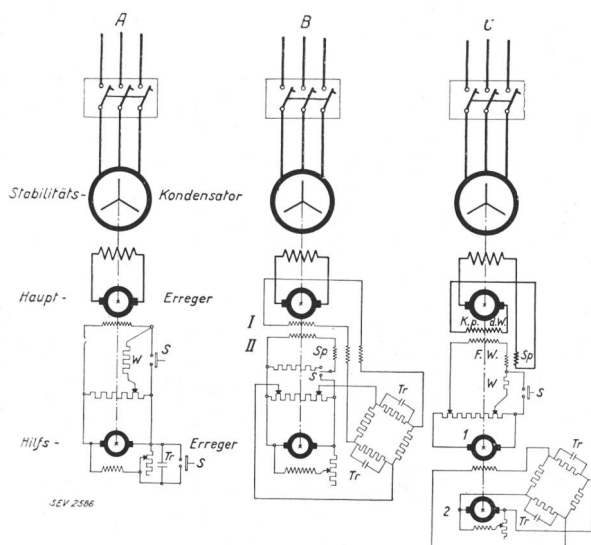 A B C
Stabilitäts- Kondensator
Haupt- Erreger
K.p. d.W.
I
II
Sp
F.W.
Sp
W
S
S
W
S
Tr
Tr
1
Hilfs- Erreger
Tr
S
Tr
2
Tr
SEV 2586